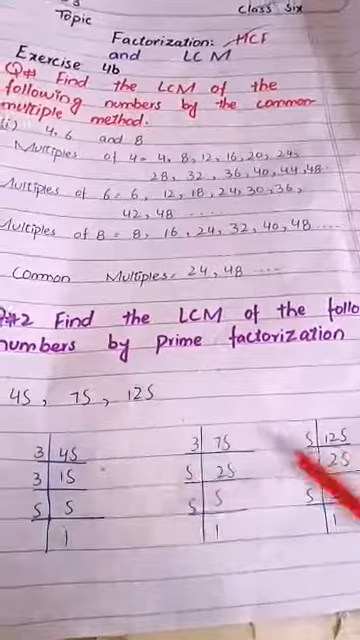 Class Six
Topic
Factorization: HCF
and LCM
Exercise 4b
Q#1 Find the LCM of the
following numbers by the common
multiple method.
(i) 4, 6 and 8
Multiples of 4 = 4, 8, 12, 16, 20, 24,
28, 32, 36, 40, 44, 48
Multiples of 6 = 6, 12, 18, 24, 30, 36,
42, 48 .....
Multiples of 8 = 8, 16, 24, 32, 40, 48 ....
Common Multiples = 24, 48 ....
Q#2 Find the LCM of the follo
numbers by prime factorization
45, 75, 125
3 45 3 75 5 125
3 15 5 25 25
5 5 5 5 5
1 1 1